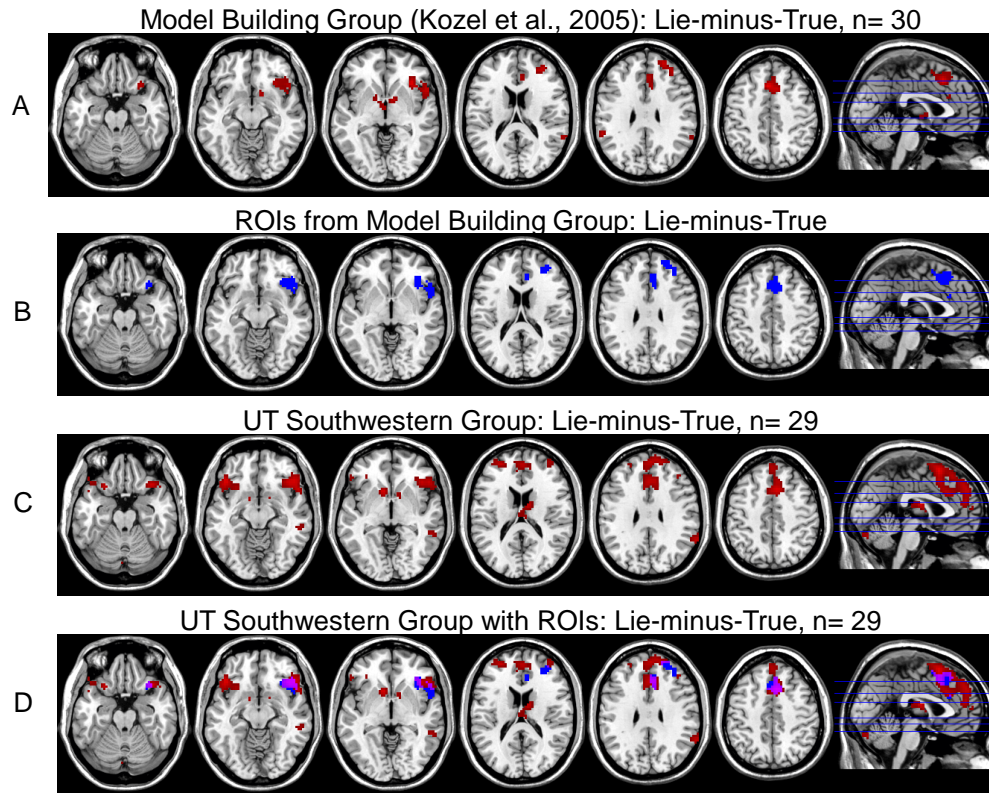 Model Building Group (Kozel et al., 2005): Lie-minus-True, n= 30
A
ROIs from Model Building Group: Lie-minus-True
B
UT Southwestern Group: Lie-minus-True, n= 29
C
UT Southwestern Group with ROIs: Lie-minus-True, n= 29
D